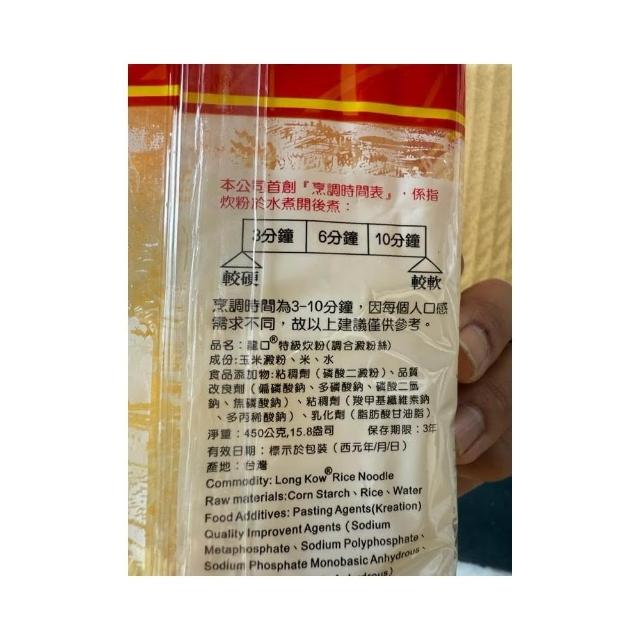 本公司首創『烹調時間表』，係指
炊粉於水煮開後煮：
3分鐘 6分鐘 10分鐘
較硬 較軟
烹調時間為3-10分鐘，因每個人口感
需求不同，故以上建議僅供參考。
品名：龍口®特級炊粉(調合澱粉絲)
成份:玉米澱粉、米、水
食品添加物:粘稠劑（磷酸二澱粉）、品質
改良劑（偏磷酸鈉、多磷酸鈉、磷酸二氫
鈉、焦磷酸鈉）、粘稠劑（羧甲基纖維素鈉
、多丙稀酸鈉）、乳化劑（脂肪酸甘油脂）
淨重：450公克,15.8盎司 保存期限：3年
有效日期：標示於包裝（西元年/月/日）
產地：台灣
Commodity: Long Kow® Rice Noodle
Raw materials:Corn Starch、Rice、Water
Food Additives: Pasting Agents(Kreation)
Quality Improvent Agents（Sodium
Metaphosphate、Sodium Polyphosphate、
Sodium Phosphate Monobasic Anhydrous、